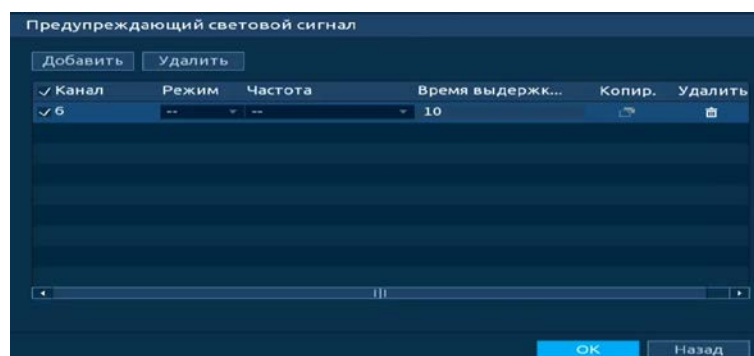 Предупреждающий световой сигнал
Добавить Удалить
Канал Режим Частота Время выдержк... Копир. Удалить
6 -- -- 10
OK Назад